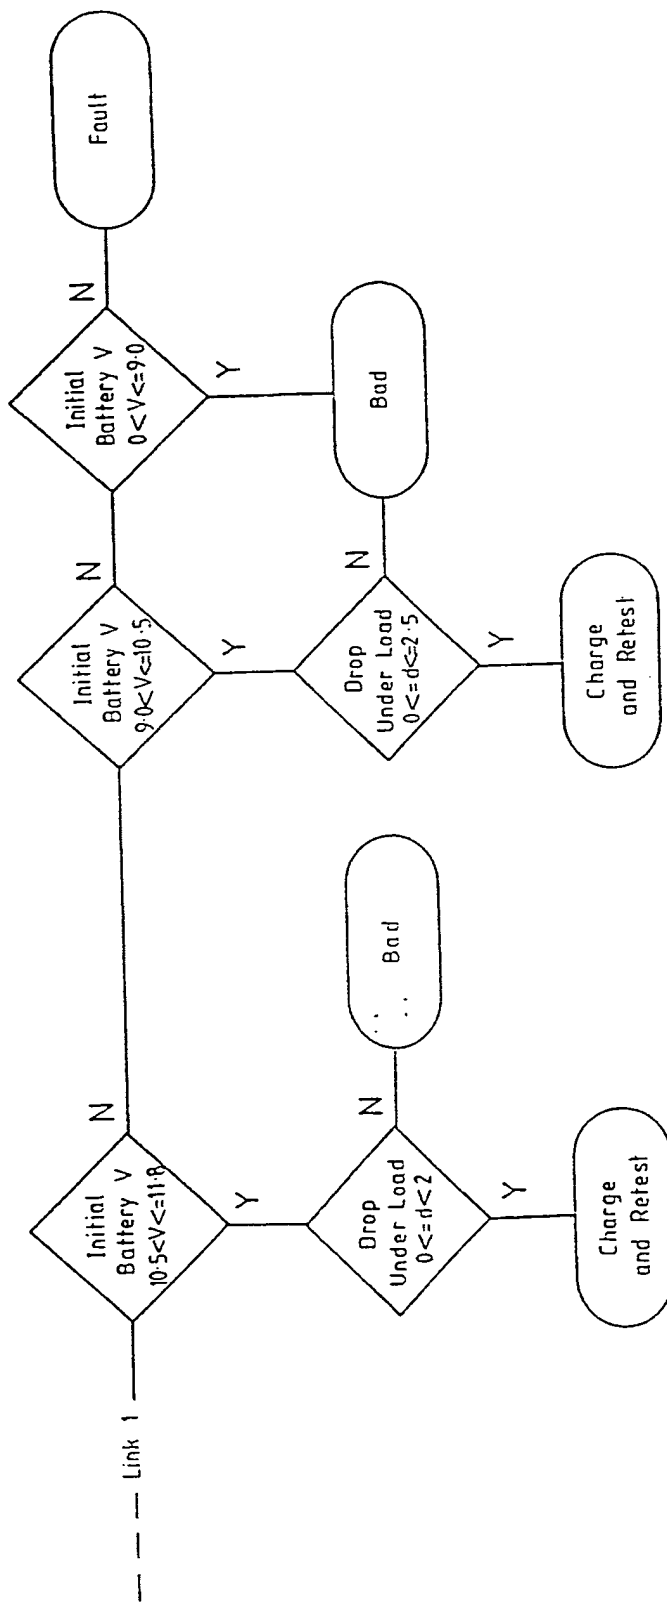 Link 1
Initial
Battery V
10·5<V<=11·8
N
Y
Drop
Under Load
0<=d<2
N
Bad
Y
Charge
and Retest
Initial
Battery V
9·0<V<=10·5
N
Y
Drop
Under Load
0<=d<=2·5
N
Bad
Y
Charge
and Retest
Initial
Battery V
0<V<=9·0
N
Y
Fault